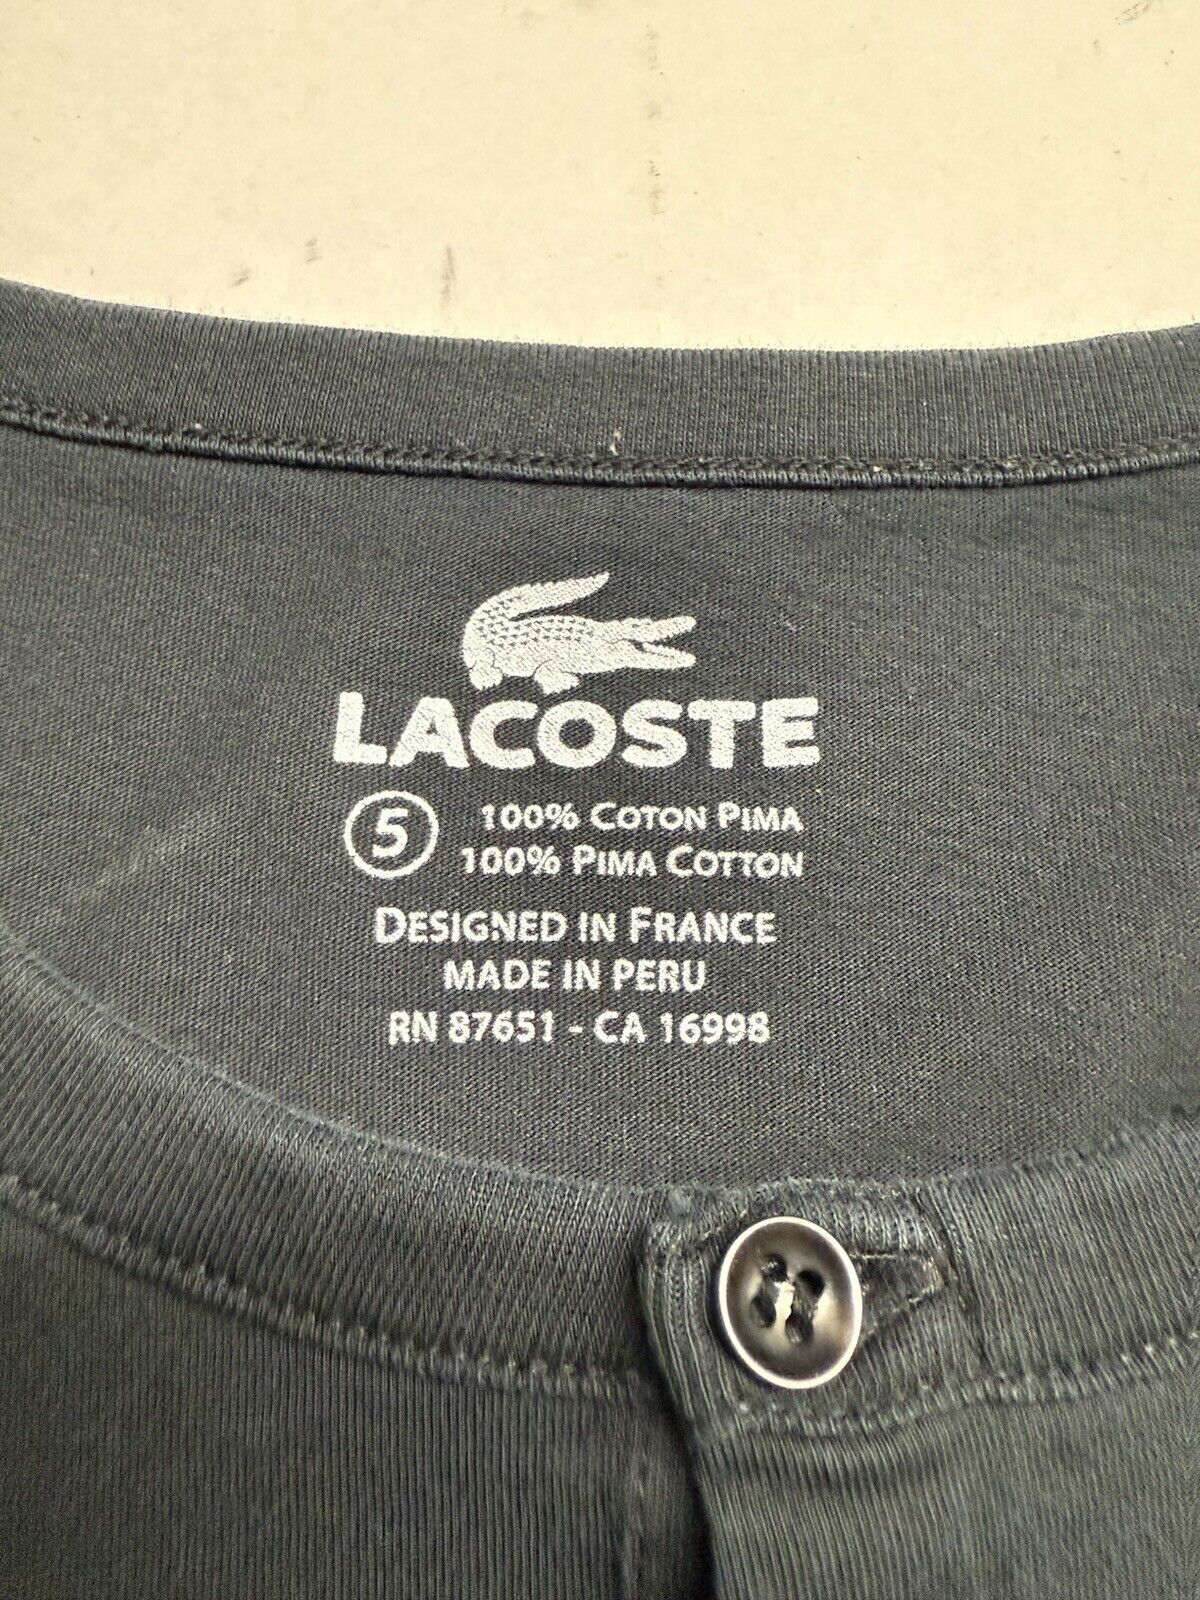 LACOSTE
5 100% COTON PIMA
100% PIMA COTTON
DESIGNED IN FRANCE
MADE IN PERU
RN 87651 - CA 16998